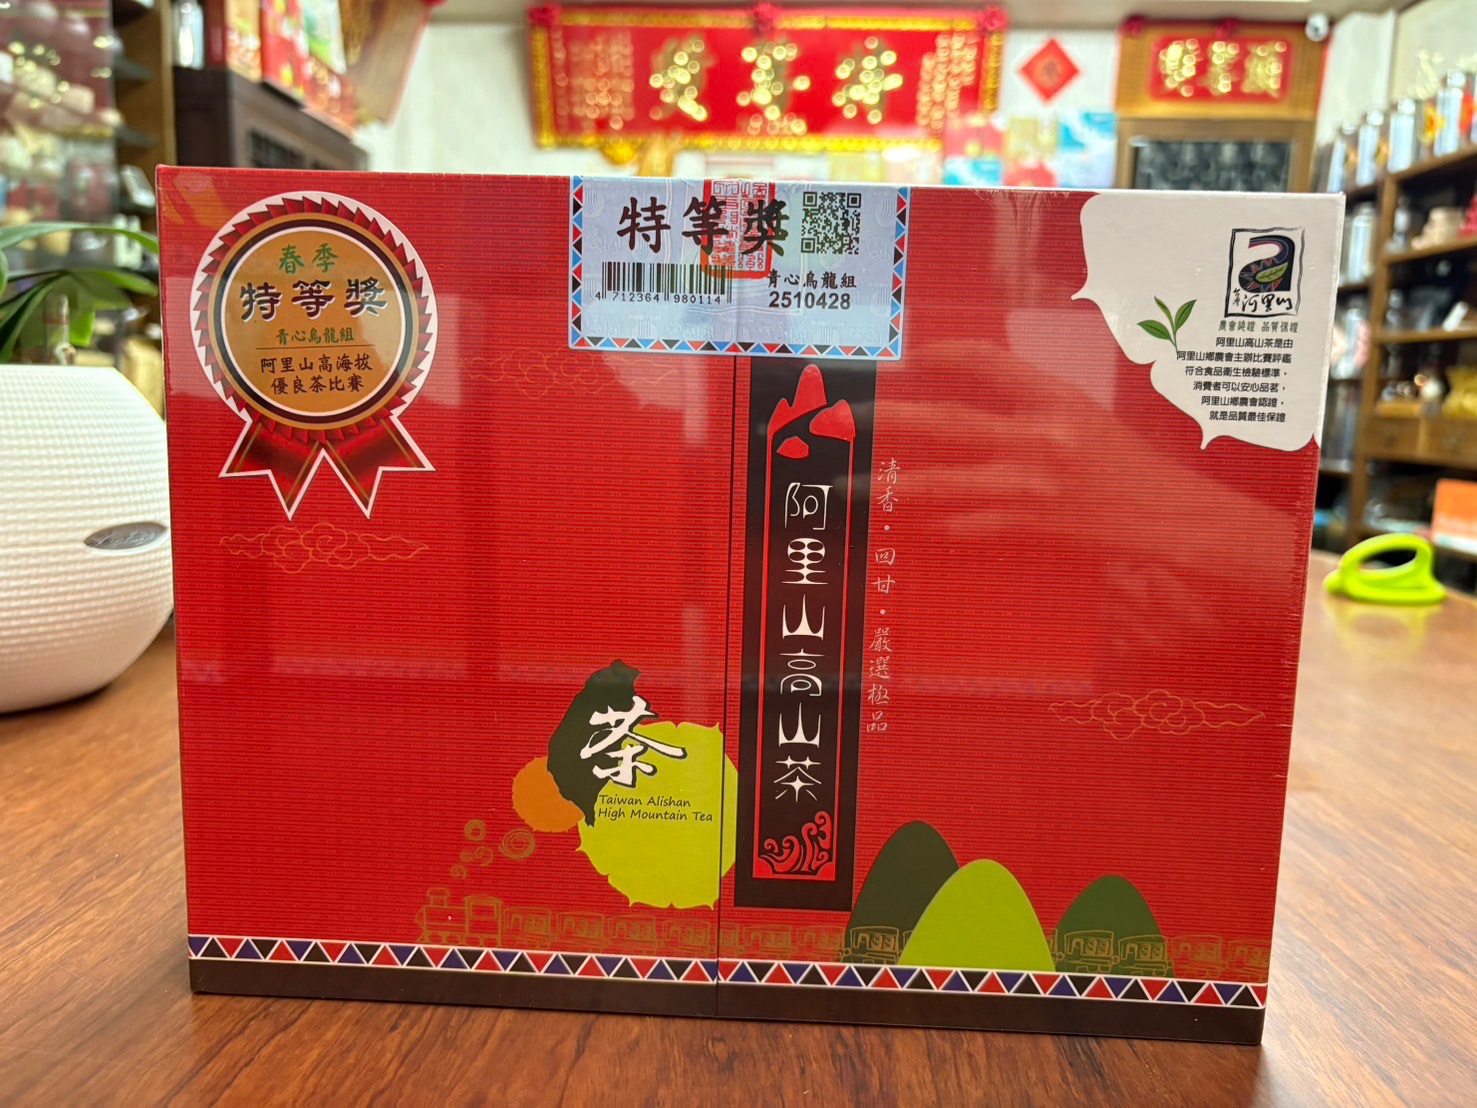 春季
特等獎
青心烏龍組
阿里山高海拔
優良茶比賽
特等獎
青心烏龍組
4 712364 980114
2510428
台灣
阿里山
農會純證 品質保證
阿里山高山茶是由
阿里山鄉農會主辦比賽評鑑
符合食品衛生檢驗標準，
消費者可以安心品茗，
阿里山鄉農會認證，
就是品質最佳保證
阿里山高山茶
清香・回甘・嚴選極品
茶
Taiwan Alishan
High Mountain Tea